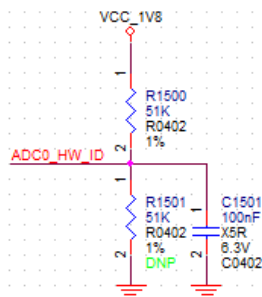 VCC_1V8
1
R1500
51K
R0402
1%
2
ADC0_HW_ID
1
R1501
51K
R0402
1%
DNP
2
1
C1501
100nF
X5R
6.3V
C0402
2